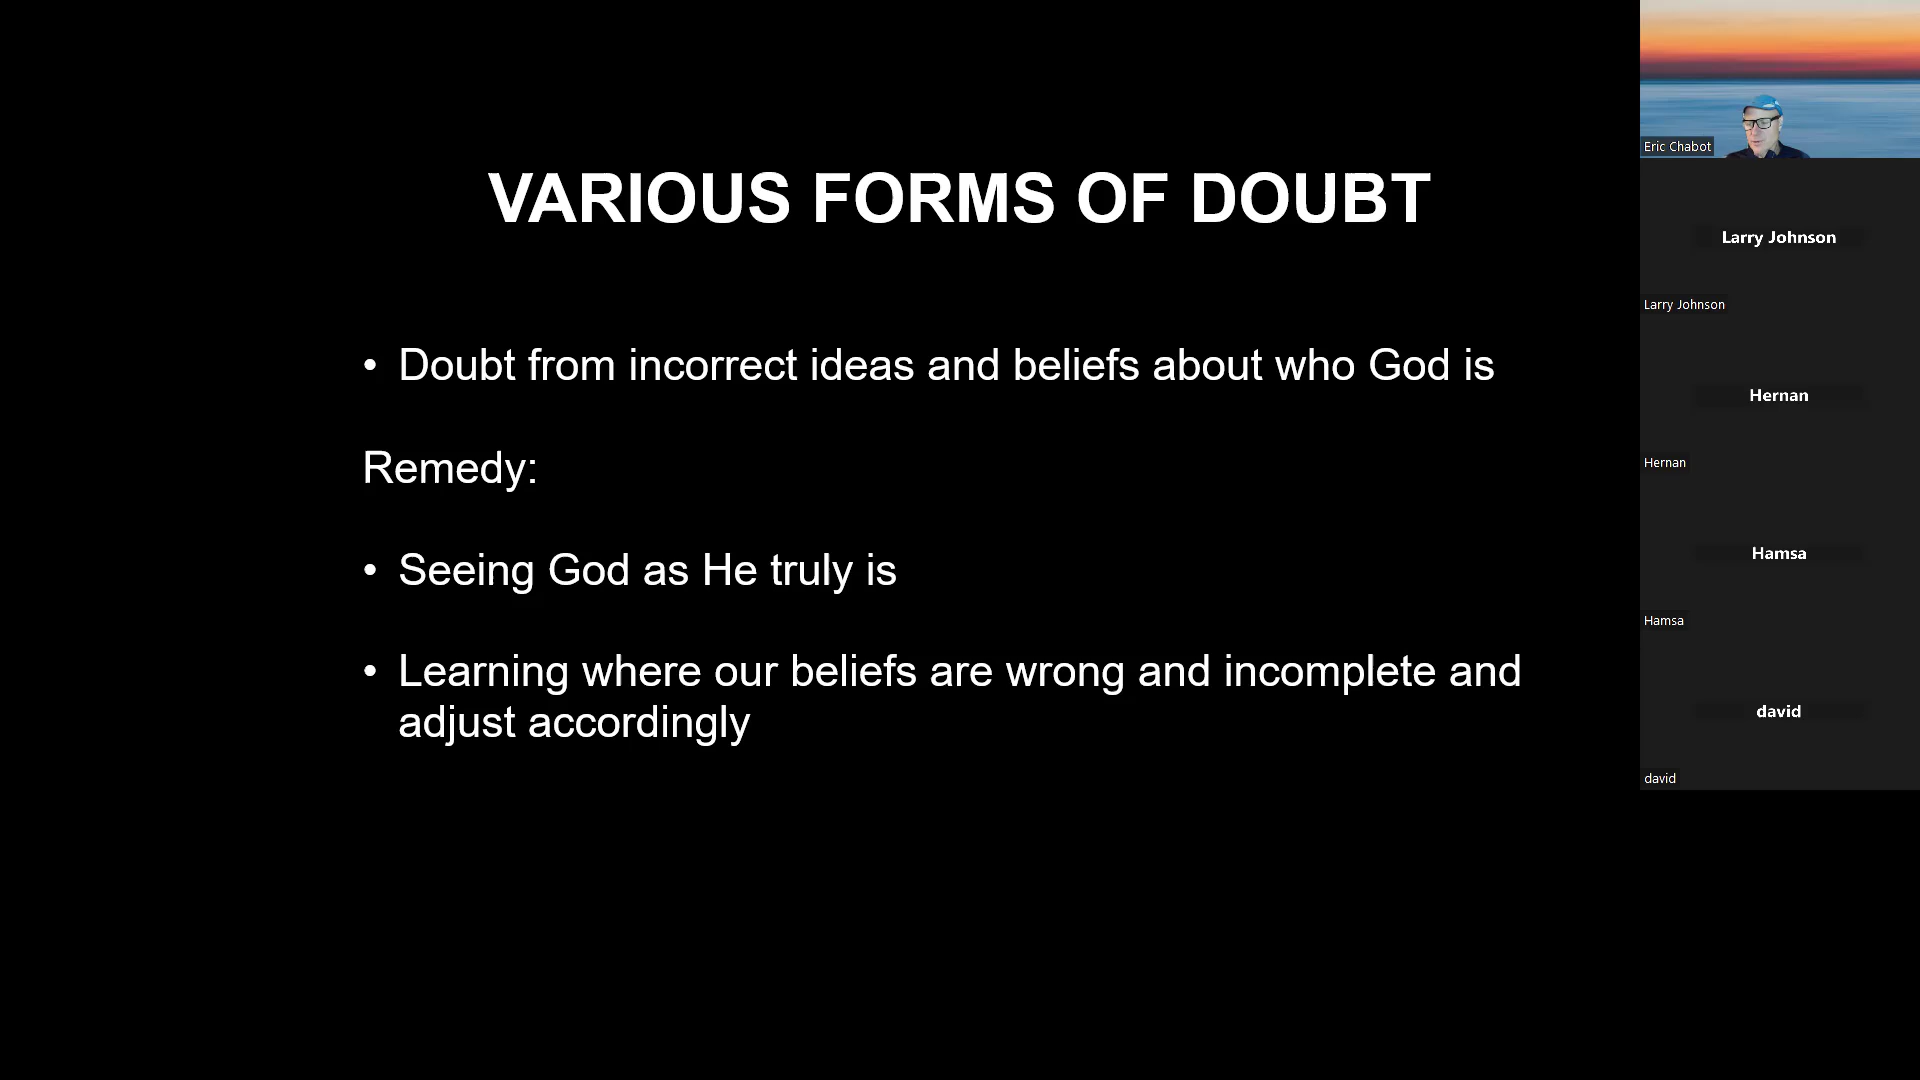 VARIOUS FORMS OF DOUBT
• Doubt from incorrect ideas and beliefs about who God is
Remedy:
• Seeing God as He truly is
• Learning where our beliefs are wrong and incomplete and
adjust accordingly
Eric Chabot
Larry Johnson
Larry Johnson
Hernan
Hernan
Hamsa
Hamsa
david
david